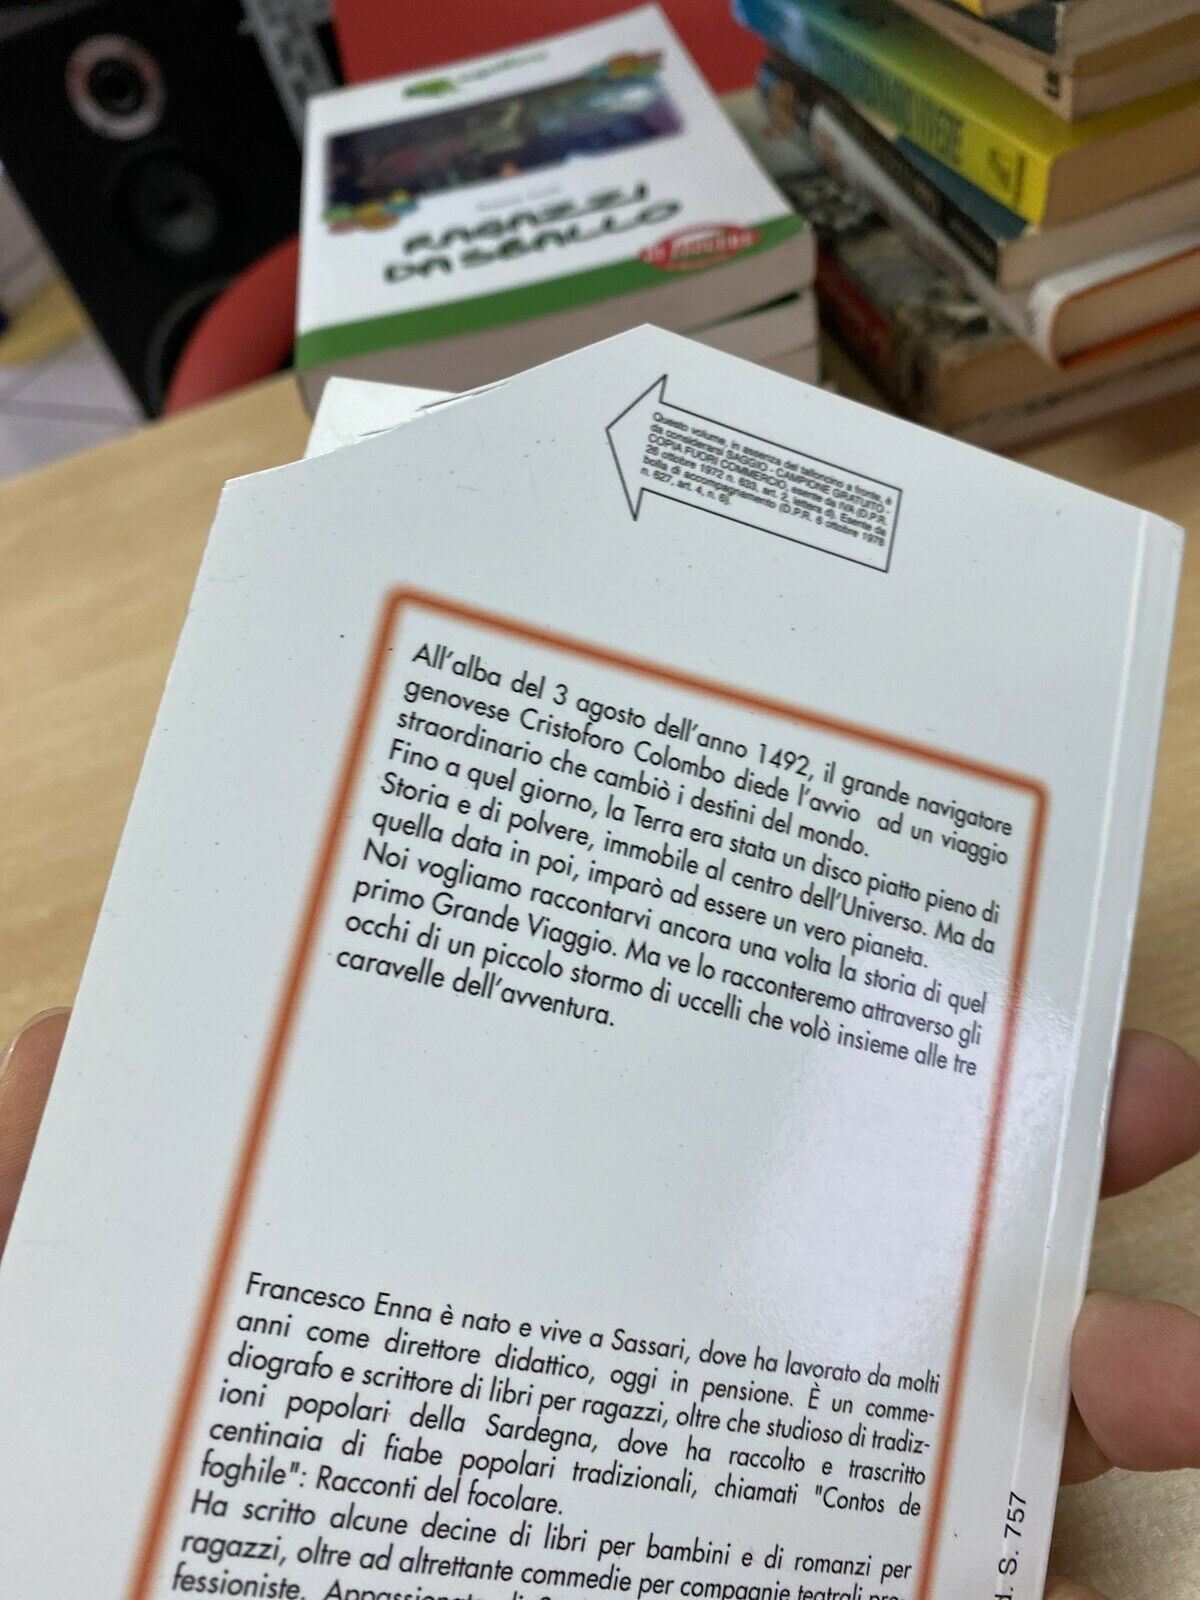 RAGAZZI
DA SBALLO
Questo volume, in assenza del talloncino a fronte, è
da considerarsi SAGGIO - CAMPIONE GRATUITO -
COPIA FUORI COMMERCIO, esente da IVA (D.P.R.
26 ottobre 1972 n. 633, art. 2, lettera d). Esente da
bolla di accompagnamento (D.P.R. 6 ottobre 1978
n. 627, art. 4, n. 6).
All'alba del 3 agosto dell'anno 1492, il grande navigatore
genovese Cristoforo Colombo diede l'avvio ad un viaggio
straordinario che cambiò i destini del mondo.
Fino a quel giorno, la Terra era stata un disco piatto pieno di
Storia e di polvere, immobile al centro dell'Universo. Ma da
quella data in poi, imparò ad essere un vero pianeta.
Noi vogliamo raccontarvi ancora una volta la storia di quel
primo Grande Viaggio. Ma ve lo racconteremo attraverso gli
occhi di un piccolo stormo di uccelli che volò insieme alle tre
caravelle dell'avventura.
Francesco Enna è nato e vive a Sassari, dove ha lavorato da molti
anni come direttore didattico, oggi in pensione. È un comme-
diografo e scrittore di libri per ragazzi, oltre che studioso di tradiz-
ioni popolari della Sardegna, dove ha raccolto e trascritto
centinaia di fiabe popolari tradizionali, chiamati "Contos de
foghile": Racconti del focolare.
Ha scritto alcune decine di libri per bambini e di romanzi per
ragazzi, oltre ad altrettante commedie per compagnie teatrali pro-
fessioniste. Appassionato di
d. S. 757